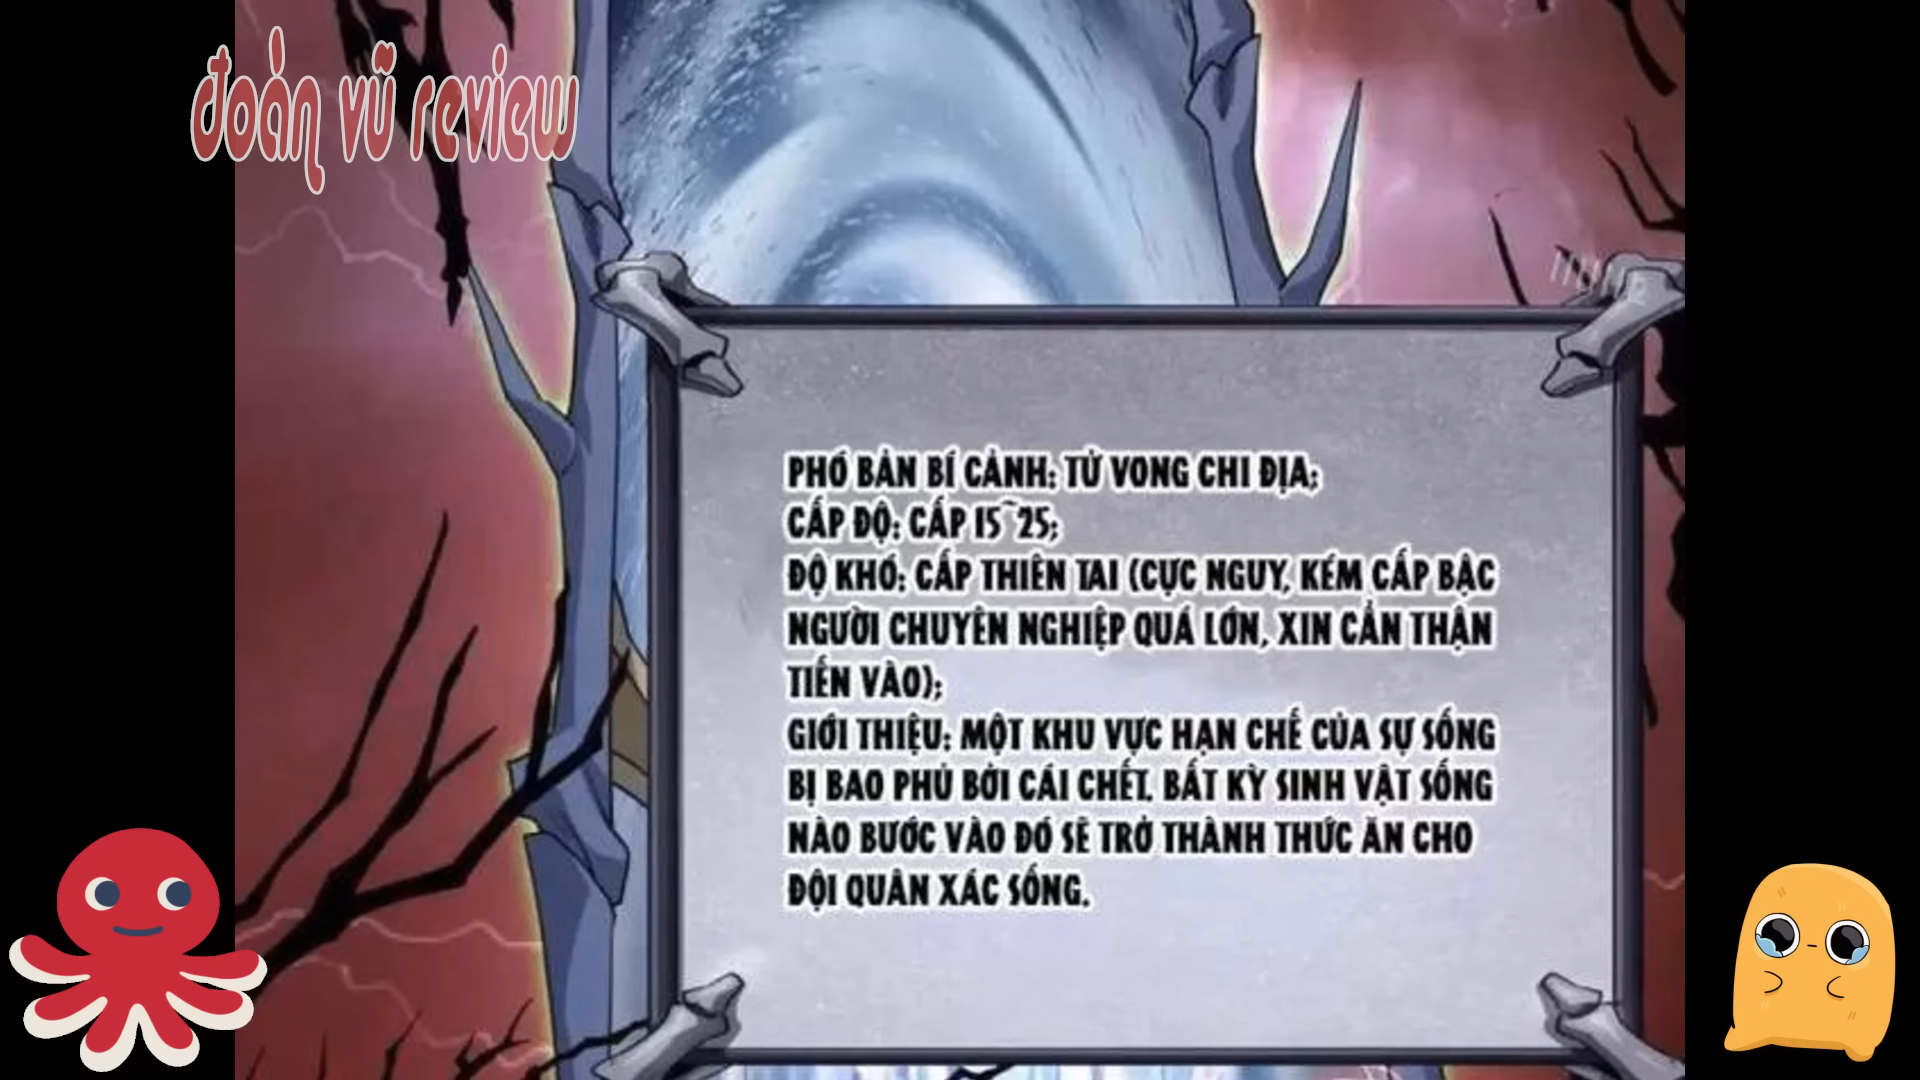 đoàn vũ review
PHÓ BẢN BÍ CẢNH: TỬ VONG CHI ĐỊA;
CẤP ĐỘ: CẤP 15~25;
ĐỘ KHÓ: CẤP THIÊN TAI (CỰC NGUY, KÉM CẤP BẬC
NGƯỜI CHUYÊN NGHIỆP QUÁ LỚN, XIN CẨN THẬN
TIẾN VÀO);
GIỚI THIỆU: MỘT KHU VỰC HẠN CHẾ CỦA SỰ SỐNG
BỊ BAO PHỦ BỞI CÁI CHẾT. BẤT KỲ SINH VẬT SỐNG
NÀO BƯỚC VÀO ĐÓ SẼ TRỞ THÀNH THỨC ĂN CHO
ĐỘI QUÂN XÁC SỐNG.